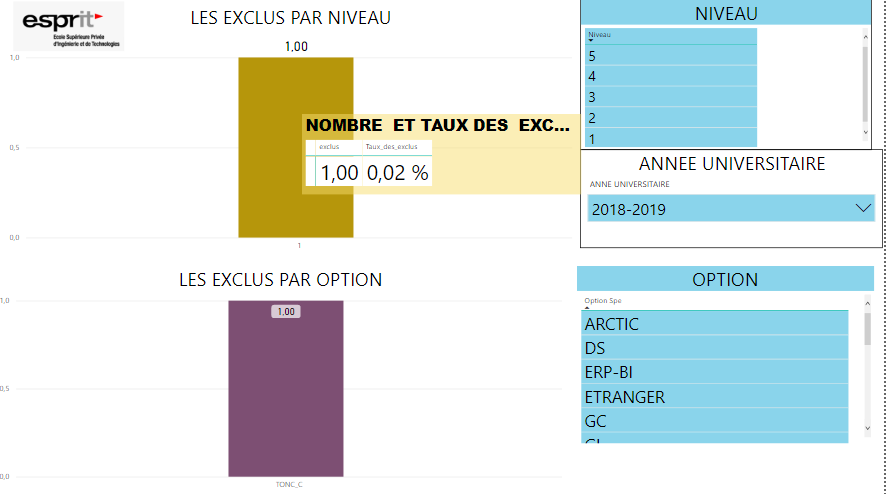 esprit
Ecole Supérieure Privée
d'Ingénierie et de Technologies
LES EXCLUS PAR NIVEAU
1,00
1,0
0,5
0,0
1
NOMBRE ET TAUX DES EXC...
exclus Taux_des_exclus
1,00 0,02 %
NIVEAU
Niveau
5
4
3
2
1
ANNEE UNIVERSITAIRE
ANNE UNIVERSITAIRE
2018-2019
LES EXCLUS PAR OPTION
1,0
1,00
0,5
0,0
TONC_C
OPTION
Option Spe
ARCTIC
DS
ERP-BI
ETRANGER
GC